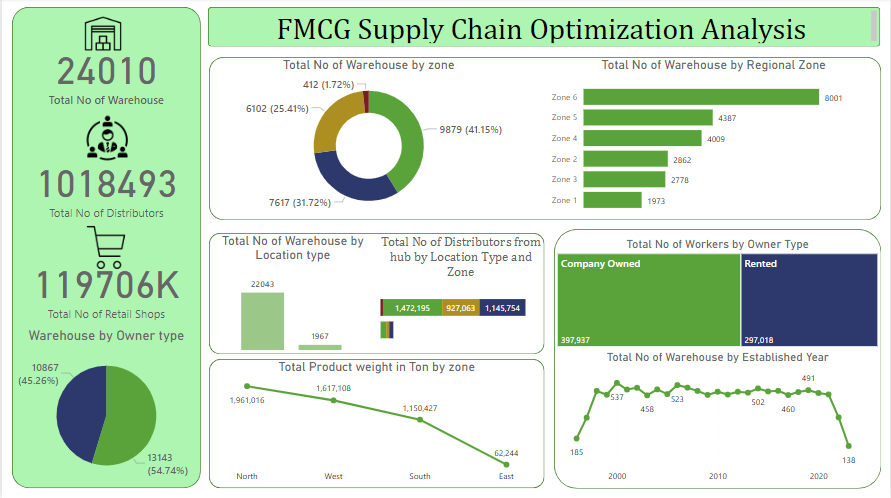 FMCG Supply Chain Optimization Analysis
24010
Total No of Warehouse
1018493
Total No of Distributors
119706K
Total No of Retail Shops
Warehouse by Owner type
10867
(45.26%)
13143
(54.74%)
Total No of Warehouse by zone
412 (1.72%)
6102 (25.41%)
9879 (41.15%)
7617 (31.72%)
Total No of Warehouse by Regional Zone
Zone 6
8001
Zone 5
4387
Zone 4
4009
Zone 2
2862
Zone 3
2778
Zone 1
1973
Total No of Warehouse by
Location type
22043
1967
Total No of Distributors from
hub by Location Type and
Zone
1,472,195
927,063
1,145,754
Total No of Workers by Owner Type
Company Owned
397,937
Rented
297,018
Total Product weight in Ton by zone
1,961,016
1,617,108
1,150,427
62,244
North
West
South
East
Total No of Warehouse by Established Year
185
537
458
523
502
460
491
138
2000
2010
2020